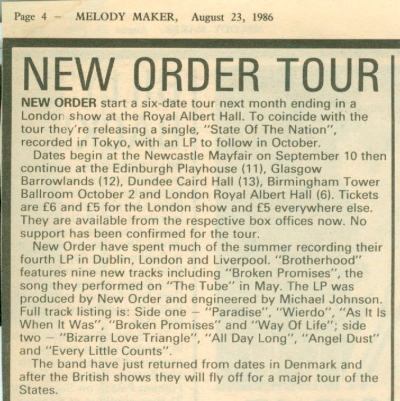 Page 4 – MELODY MAKER, August 23, 1986
NEW ORDER TOUR
NEW ORDER start a six-date tour next month ending in a
London show at the Royal Albert Hall. To coincide with the
tour they're releasing a single, "State Of The Nation",
recorded in Tokyo, with an LP to follow in October.
Dates begin at the Newcastle Mayfair on September 10 then
continue at the Edinburgh Playhouse (11), Glasgow
Barrowlands (12), Dundee Caird Hall (13), Birmingham Tower
Ballroom October 2 and London Royal Albert Hall (6). Tickets
are £6 and £5 for the London show and £5 everywhere else.
They are available from the respective box offices now. No
support has been confirmed for the tour.
New Order have spent much of the summer recording their
fourth LP in Dublin, London and Liverpool. "Brotherhood"
features nine new tracks including "Broken Promises", the
song they performed on "The Tube" in May. The LP was
produced by New Order and engineered by Michael Johnson.
Full track listing is: Side one – "Paradise", "Wierdo", "As It Is
When It Was", "Broken Promises" and "Way Of Life"; side
two – "Bizarre Love Triangle", "All Day Long", "Angel Dust"
and "Every Little Counts".
The band have just returned from dates in Denmark and
after the British shows they will fly off for a major tour of the
States.